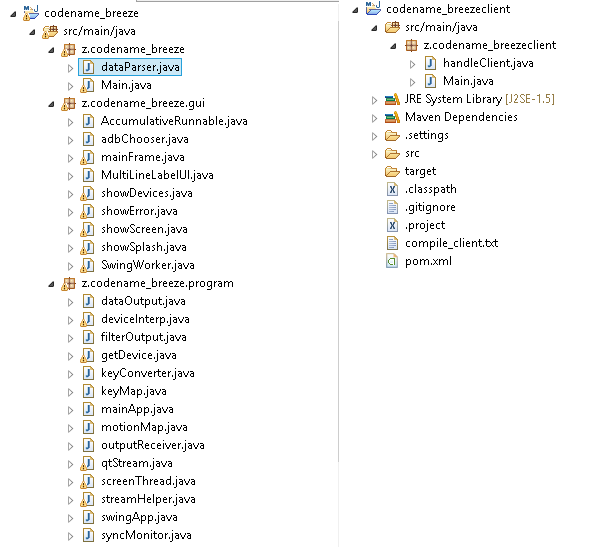 codename_breeze
src/main/java
z.codename_breeze
dataParser.java
Main.java
z.codename_breeze.gui
AccumulativeRunnable.java
adbChooser.java
mainFrame.java
MultiLineLabelUI.java
showDevices.java
showError.java
showScreen.java
showSplash.java
SwingWorker.java
z.codename_breeze.program
dataOutput.java
deviceInterp.java
filterOutput.java
getDevice.java
keyConverter.java
keyMap.java
mainApp.java
motionMap.java
outputReceiver.java
qtStream.java
screenThread.java
streamHelper.java
swingApp.java
syncMonitor.java
codename_breezeclient
src/main/java
z.codename_breezeclient
handleClient.java
Main.java
JRE System Library [J2SE-1.5]
Maven Dependencies
.settings
src
target
.classpath
.gitignore
.project
compile_client.txt
pom.xml